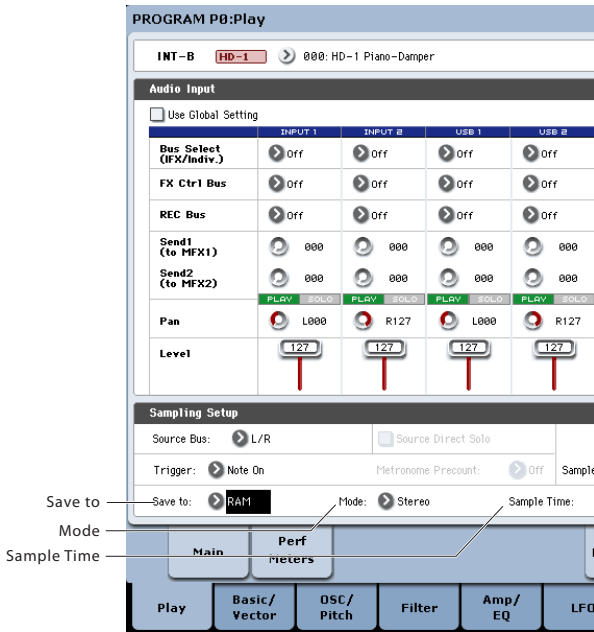 PROGRAM P0:Play
INT-B HD-1 000: HD-1 Piano-Damper
Audio Input
Use Global Setting
INPUT 1 INPUT 2 USB 1 USB 2
Bus Select
(IFX/Indiv.) Off Off Off Off
FX Ctrl Bus Off Off Off Off
REC Bus Off Off Off Off
Send1
(to MFX1) 000 000 000 000
Send2
(to MFX2) 000 000 000 000
PLAY SOLO PLAY SOLO PLAY SOLO PLAY SOLO
Pan L000 R127 L000 R127
Level 127 127 127 127
Sampling Setup
Source Bus: L/R Source Direct Solo
Trigger: Note On Metronome Precount: Off Sample
Save to: RAM Mode: Stereo Sample Time:
Save to
Mode
Sample Time
Main Perf
Meters
Play Basic/
Vector OSC/
Pitch Filter Amp/
EQ LFO